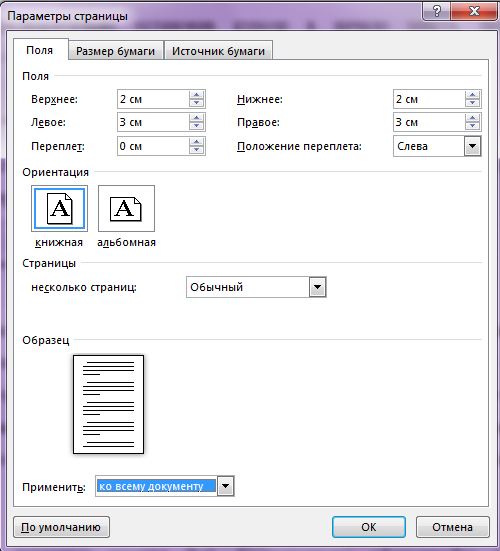 Параметры страницы
Поля Размер бумаги Источник бумаги
Поля
Верхнее: 2 см Нижнее: 2 см
Левое: 3 см Правое: 3 см
Переплет: 0 см Положение переплета: Слева
Ориентация
A A
книжная альбомная
Страницы
несколько страниц: Обычный
Образец
Применить: ко всему документу
По умолчанию ОК Отмена